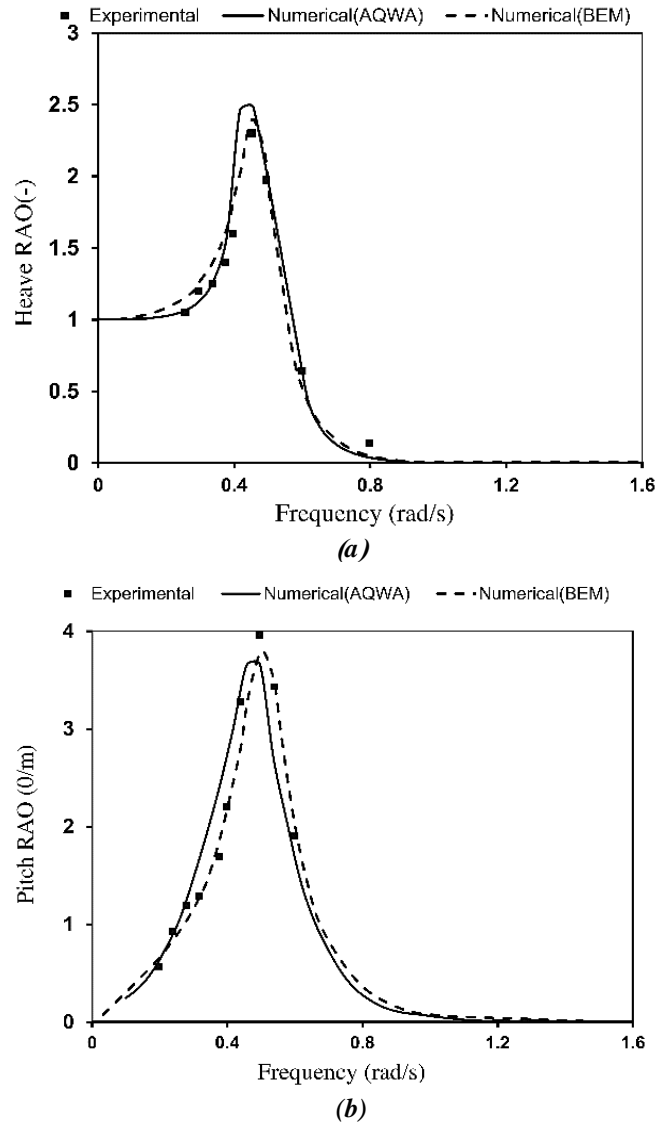 Experimental Numerical(AQWA) Numerical(BEM)
3
2.5
2
1.5
1
0.5
0
Heave RAO(-)
0 0.4 0.8 1.2 1.6
Frequency (rad/s)
(a)
Experimental Numerical(AQWA) Numerical(BEM)
4
3
2
1
0
Pitch RAO (0/m)
0 0.4 0.8 1.2 1.6
Frequency (rad/s)
(b)